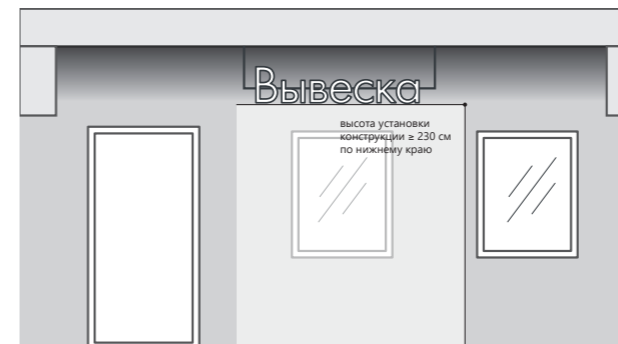 Вывеска
высота установки
конструкции ≥ 230 см
по нижнему краю